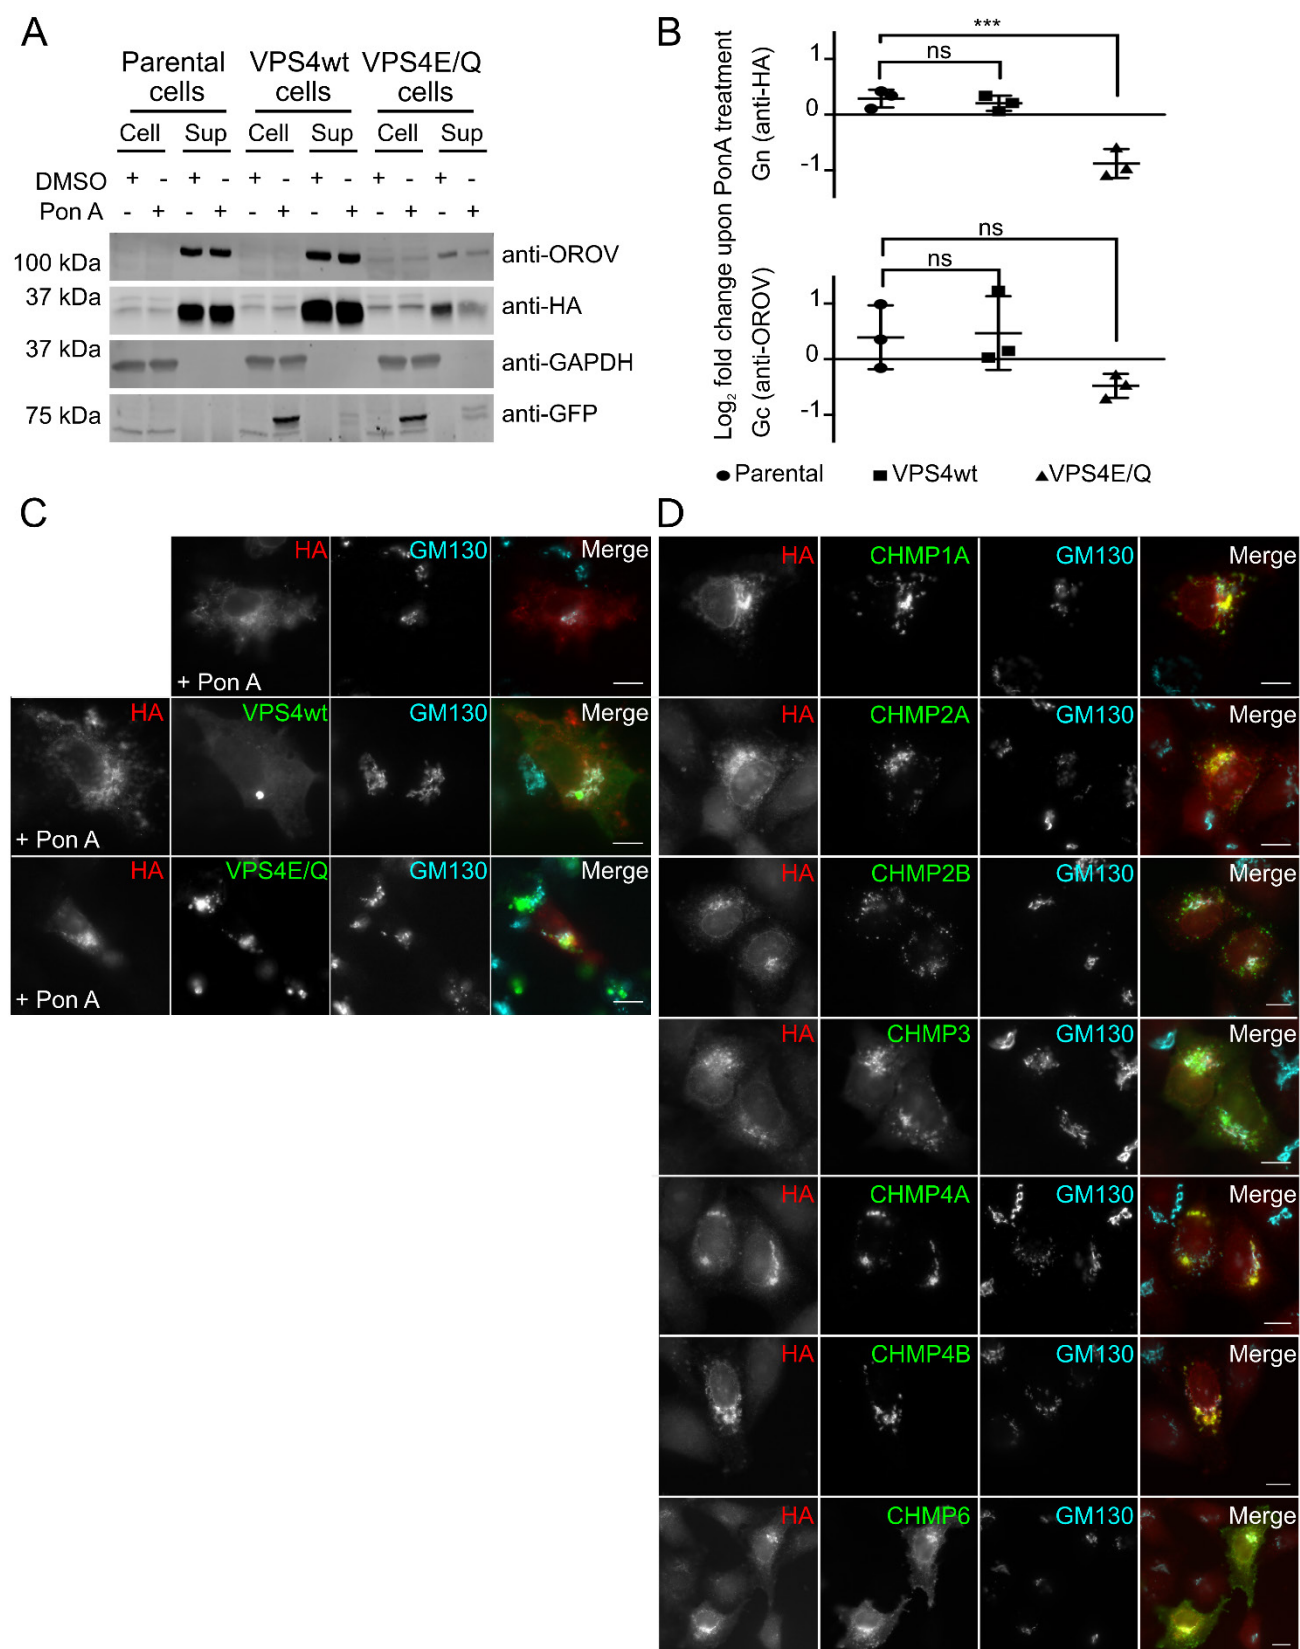 A
Parental cells VPS4wt cells VPS4E/Q cells
Cell Sup Cell Sup Cell Sup
DMSO + - + - + - + - + - + -
Pon A - + - + - + - + - + - +
100 kDa anti-OROV
37 kDa anti-HA
37 kDa anti-GAPDH
75 kDa anti-GFP
B
Log₂ fold change upon PonA treatment
Gn (anti-HA)
***
ns
1
0
-1
Gc (anti-OROV)
ns
ns
1
0
-1
Parental VPS4wt VPS4E/Q
C
HA GM130 Merge
+ Pon A
HA VPS4wt GM130 Merge
+ Pon A
HA VPS4E/Q GM130 Merge
+ Pon A
D
HA CHMP1A GM130 Merge
HA CHMP2A GM130 Merge
HA CHMP2B GM130 Merge
HA CHMP3 GM130 Merge
HA CHMP4A GM130 Merge
HA CHMP4B GM130 Merge
HA CHMP6 GM130 Merge